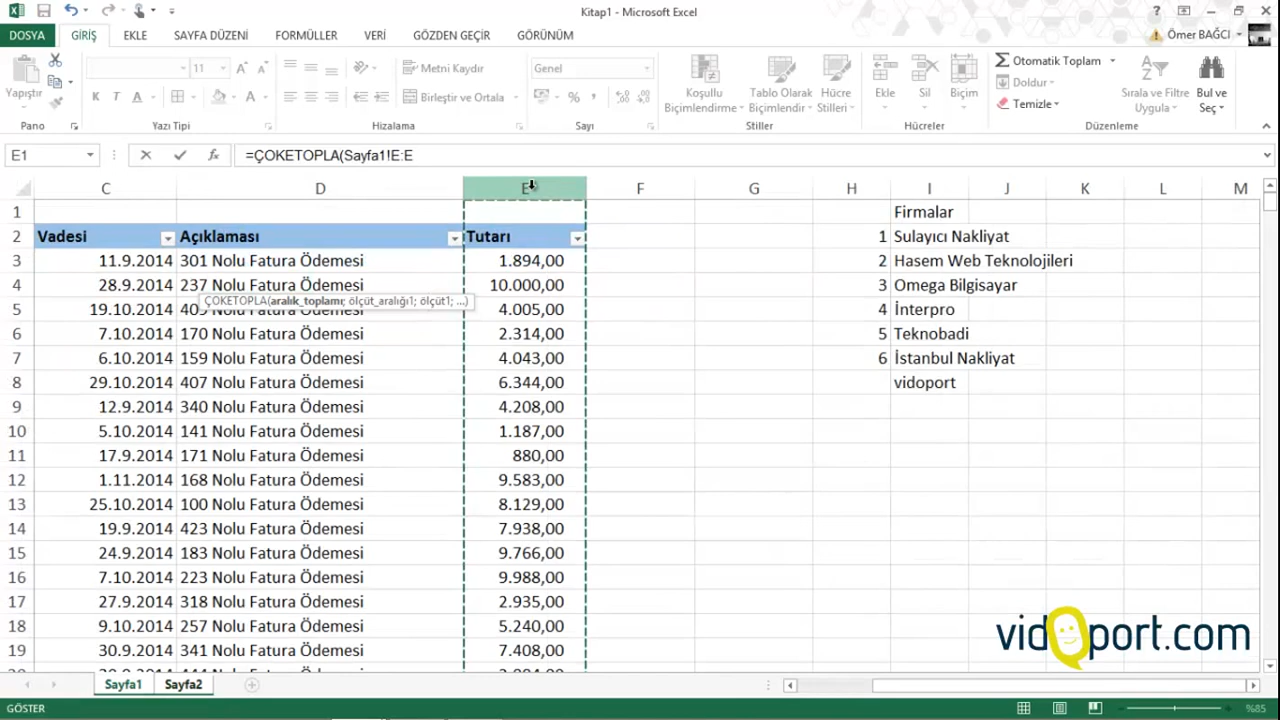 Kitap1 - Microsoft Excel
DOSYA GİRİŞ EKLE SAYFA DÜZENİ FORMÜLLER VERİ GÖZDEN GEÇİR GÖRÜNÜM Ömer BAĞCI
Yapıştır
11
K T A
Metni Kaydır
Birleştir ve Ortala
Genel
Koşullu Biçimlendirme
Tablo Olarak Biçimlendir
Hücre Stilleri
Ekle
Sil
Biçim
Otomatik Toplam
Doldur
Temizle
Sırala ve Filtre Uygula
Bul ve Seç
Pano Yazı Tipi Hizalama Sayı Stiller Hücreler Düzenleme
E1 =ÇOKETOPLA(Sayfa1!E:E
C D E F G H I J K L M
1 Firmalar
2 Vadesi Açıklaması Tutarı 1 Sulayıcı Nakliyat
3 11.9.2014 301 Nolu Fatura Ödemesi 1.894,00 2 Hasem Web Teknolojileri
4 28.9.2014 237 Nolu Fatura Ödemesi 10.000,00 3 Omega Bilgisayar
ÇOKETOPLA(aralık_toplamı; ölçüt_aralığı1; ölçüt1; ...)
5 19.10.2014 Nolu Fatura Ödemesi 4.005,00 4 İnterpro
6 7.10.2014 170 Nolu Fatura Ödemesi 2.314,00 5 Teknobadi
7 6.10.2014 159 Nolu Fatura Ödemesi 4.043,00 6 İstanbul Nakliyat
8 29.10.2014 407 Nolu Fatura Ödemesi 6.344,00 vidoport
9 12.9.2014 340 Nolu Fatura Ödemesi 4.208,00
10 5.10.2014 141 Nolu Fatura Ödemesi 1.187,00
11 17.9.2014 171 Nolu Fatura Ödemesi 880,00
12 1.11.2014 168 Nolu Fatura Ödemesi 9.583,00
13 25.10.2014 100 Nolu Fatura Ödemesi 8.129,00
14 19.9.2014 423 Nolu Fatura Ödemesi 7.938,00
15 24.9.2014 183 Nolu Fatura Ödemesi 9.766,00
16 7.10.2014 223 Nolu Fatura Ödemesi 9.988,00
17 27.9.2014 318 Nolu Fatura Ödemesi 2.935,00
18 9.10.2014 257 Nolu Fatura Ödemesi 5.240,00
19 30.9.2014 341 Nolu Fatura Ödemesi 7.408,00
vidoport.com
Sayfa1 Sayfa2
GÖSTER %85